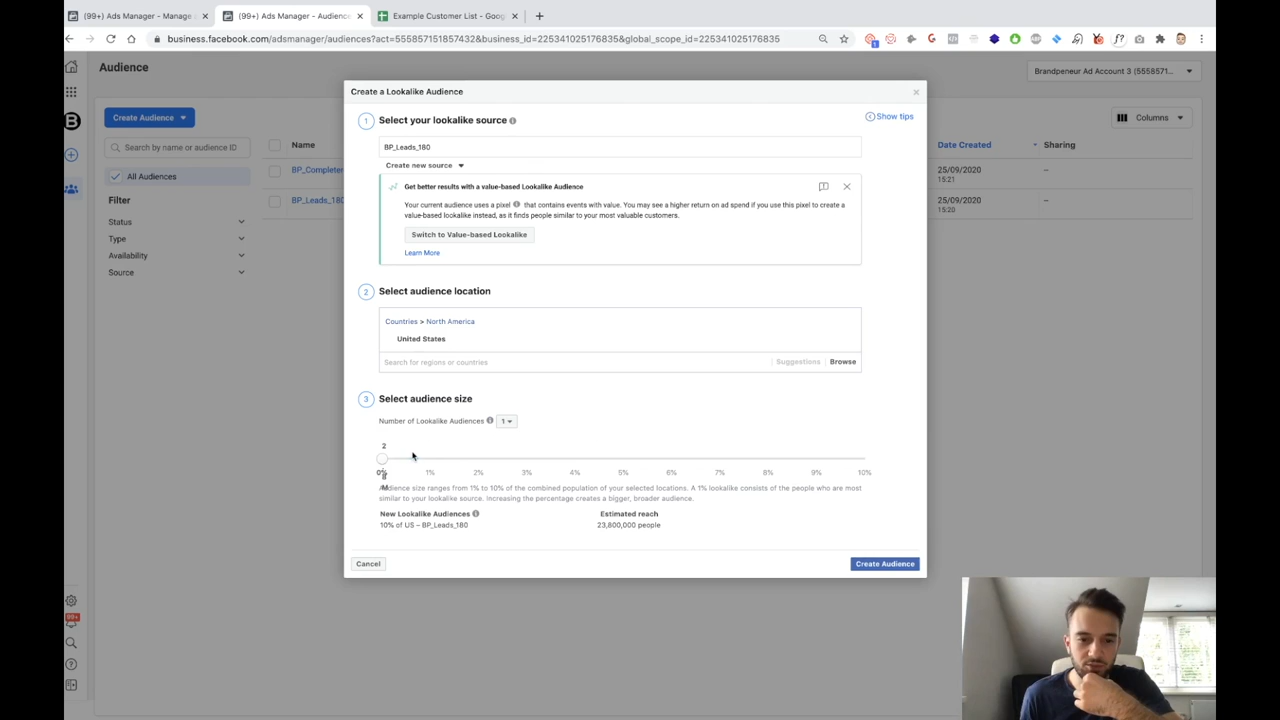 (99+) Ads Manager - Manage
(99+) Ads Manager - Audience
Example Customer List - Goog
business.facebook.com/adsmanager/audiences?act=555857151857432&business_id=225341025176835&global_scope_id=225341025176835
Audience
Brandpeneur Ad Account 3 (5558571...
Create Audience
Search by name or audience ID
All Audiences
Filter
Status
Type
Availability
Source
Name
BP_Completer
BP_Leads_180
Columns
Date Created
Sharing
25/09/2020
15:21
–
25/09/2020
15:20
–
Create a Lookalike Audience
Show tips
1 Select your lookalike source
BP_Leads_180
Create new source
Get better results with a value-based Lookalike Audience
Your current audience uses a pixel that contains events with value. You may see a higher return on ad spend if you use this pixel to create a
value-based lookalike instead, as it finds people similar to your most valuable customers.
Switch to Value-based Lookalike
Learn More
2 Select audience location
Countries > North America
United States
Search for regions or countries
Suggestions Browse
3 Select audience size
Number of Lookalike Audiences 1
2
0% 1% 2% 3% 4% 5% 6% 7% 8% 9% 10%
Audience size ranges from 1% to 10% of the combined population of your selected locations. A 1% lookalike consists of the people who are most
similar to your lookalike source. Increasing the percentage creates a bigger, broader audience.
New Lookalike Audiences
Estimated reach
10% of US – BP_Leads_180
23,800,000 people
Cancel
Create Audience
99+